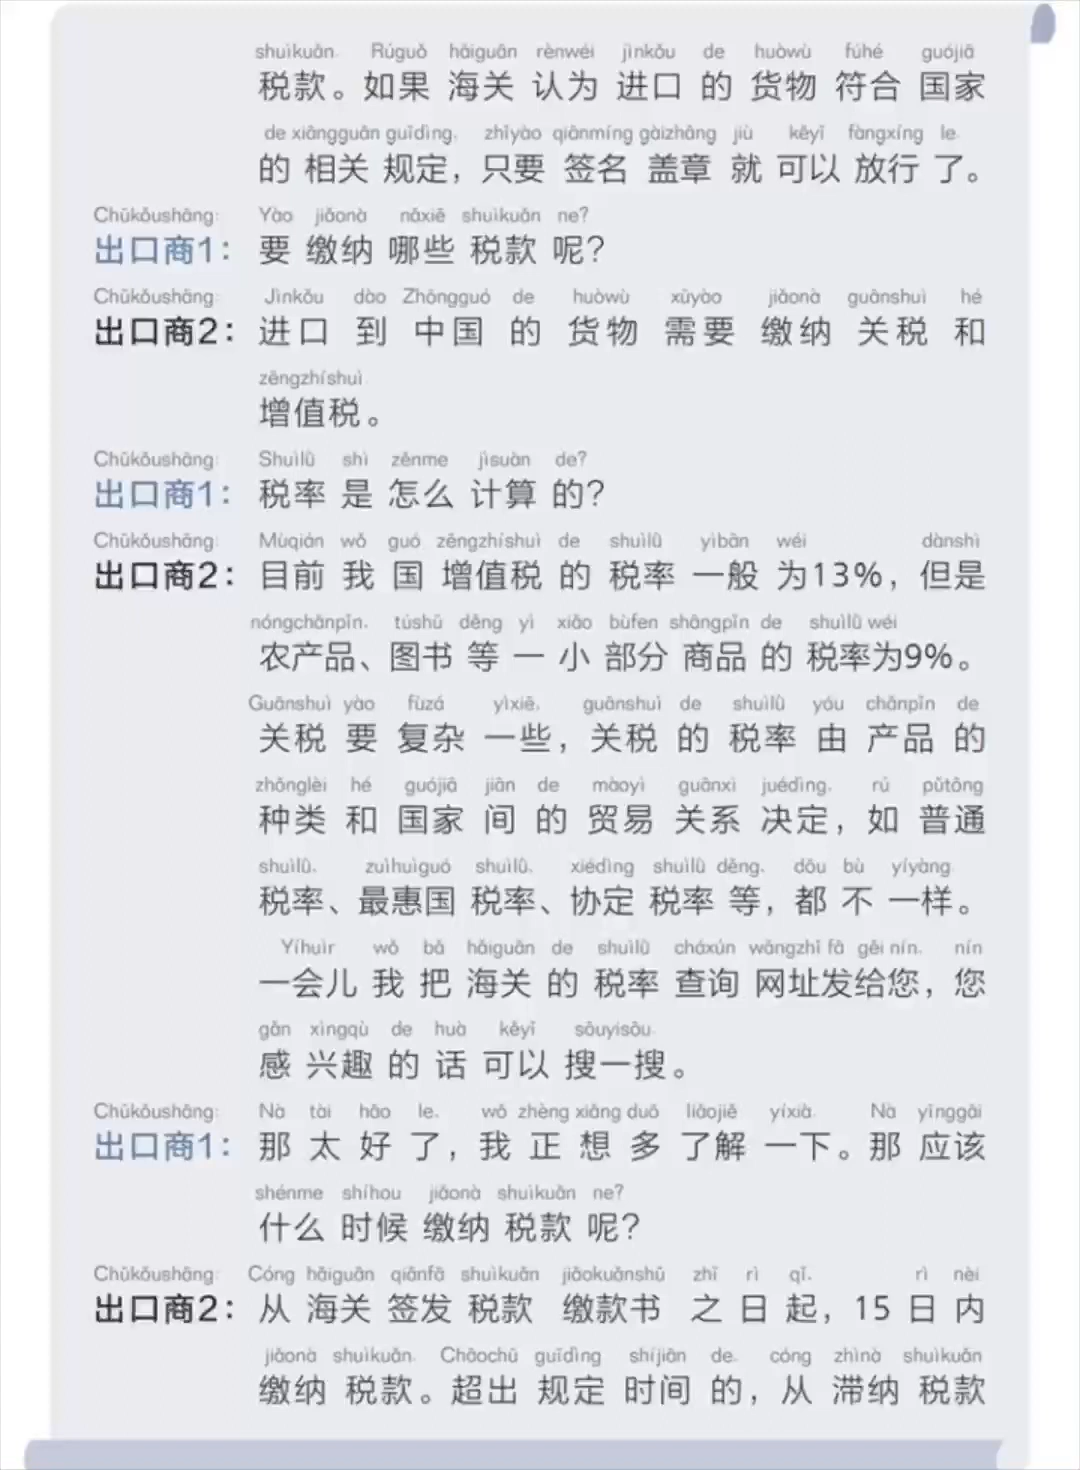 shuìkuǎn. Rúguǒ hǎiguān rènwéi jìnkǒu de huòwù fúhé guójiā
税款。如果 海关 认为 进口 的 货物 符合 国家
de xiāngguān guīdìng, zhǐyào qiānmíng gàizhāng jiù kěyǐ fàngxíng le.
的 相关 规定，只要 签名 盖章 就 可以 放行 了。
Chūkǒushāng: Yào jiǎonà nǎxiē shuìkuǎn ne?
出口商1：要 缴纳 哪些 税款 呢？
Chūkǒushāng: Jìnkǒu dào Zhōngguó de huòwù xūyào jiǎonà guānshuì hé
出口商2：进口 到 中国 的 货物 需要 缴纳 关税 和
zēngzhíshuì
增值税。
Chūkǒushāng: Shuìlǜ shì zěnme jìsuàn de?
出口商1：税率 是 怎么 计算 的？
Chūkǒushāng: Mùqián wǒ guó zēngzhíshuì de shuìlǜ yìbān wéi dànshì
出口商2：目前 我 国 增值税 的 税率 一般 为13%，但是
nóngchǎnpǐn, túshū děng yì xiǎo bùfen shāngpǐn de shuìlǜ wéi
农产品、图书 等 一 小 部分 商品 的 税率为9%。
Guānshuì yào fùzá yìxiē, guānshuì de shuìlǜ yóu chǎnpǐn de
关税 要 复杂 一些，关税 的 税率 由 产品 的
zhǒnglèi hé guójiā jiān de màoyì guānxì juédìng, rú pǔtōng
种类 和 国家 间 的 贸易 关系 决定，如 普通
shuìlǜ, zuìhuìguó shuìlǜ, xiédìng shuìlǜ děng, dōu bù yíyàng.
税率、最惠国 税率、协定 税率 等，都 不 一样。
Yíhuìr wǒ bǎ hǎiguān de shuìlǜ cháxún wǎngzhǐ fā gěi nín, nín
一会儿 我 把 海关 的 税率 查询 网址发给您，您
gǎn xìngqù de huà kěyǐ sōuyisōu.
感 兴趣 的 话 可以 搜一搜。
Chūkǒushāng: Nà tài hǎo le, wǒ zhèng xiǎng duō liǎojiě yíxià. Nà yīnggāi
出口商1：那 太 好 了，我 正 想 多 了解 一下。那 应该
shénme shíhou jiǎonà shuìkuǎn ne?
什么 时候 缴纳 税款 呢？
Chūkǒushāng: Cóng hǎiguān qiānfā shuìkuǎn jiǎokuǎnshū zhī rì qǐ, rì nèi
出口商2：从 海关 签发 税款 缴款书 之 日 起，15 日 内
jiǎonà shuìkuǎn. Chāochū guīdìng shíjiān de, cóng zhìnà shuìkuǎn
缴纳 税款。超出 规定 时间 的，从 滞纳 税款